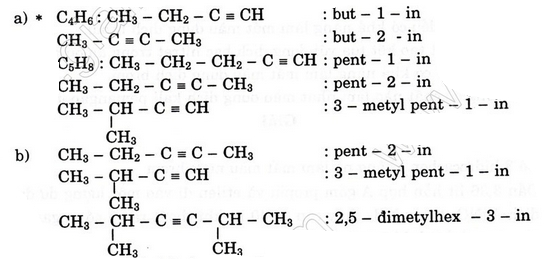 a) * C₄H₆ : CH₃ – CH₂ – C ≡ CH : but – 1 – in
CH₃ – C ≡ C – CH₃ : but – 2 - in
C₅H₈ : CH₃ – CH₂ – CH₂ – C ≡ CH : pent – 1 – in
CH₃ – CH₂ – C ≡ C – CH₃ : pent – 2 – in
CH₃ – CH – C ≡ CH : 3 – metyl pent – 1 – in
|
CH₃
b) CH₃ – CH₂ – C ≡ C – CH₃ : pent – 2 – in
CH₃ – CH – C ≡ CH : 3 – metyl pent – 1 – in
|
CH₃
CH₃ – CH – C ≡ C – CH – CH₃ : 2,5 – đimetylhex – 3 – in
| |
CH₃ CH₃